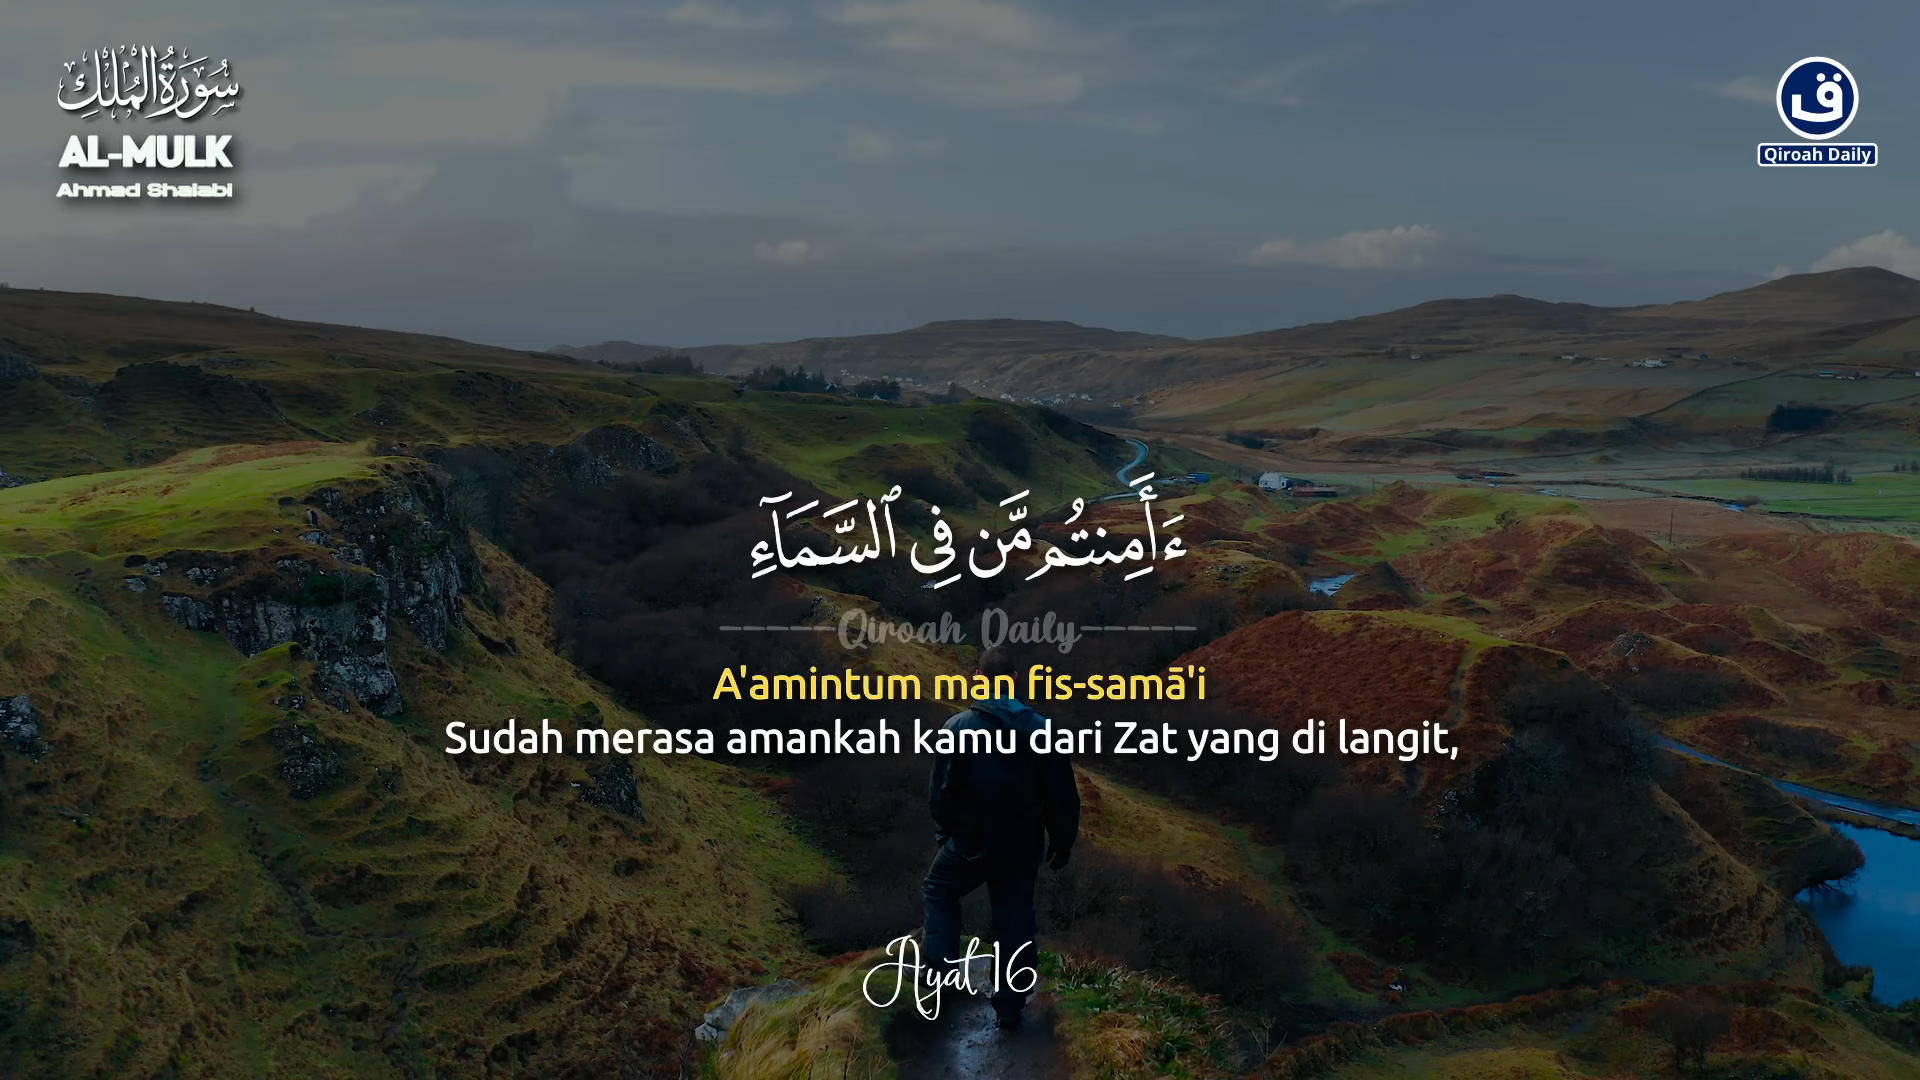 سُورَةُ المُلْكِ
AL-MULK
Ahmad Shalabi
ق
Qiroah Daily
ءَأَمِنتُم مَّن فِي ٱلسَّمَآءِ
-----Qiroah Daily-----
A'amintum man fis-samā'i
Sudah merasa amankah kamu dari Zat yang di langit,
Ayat 16